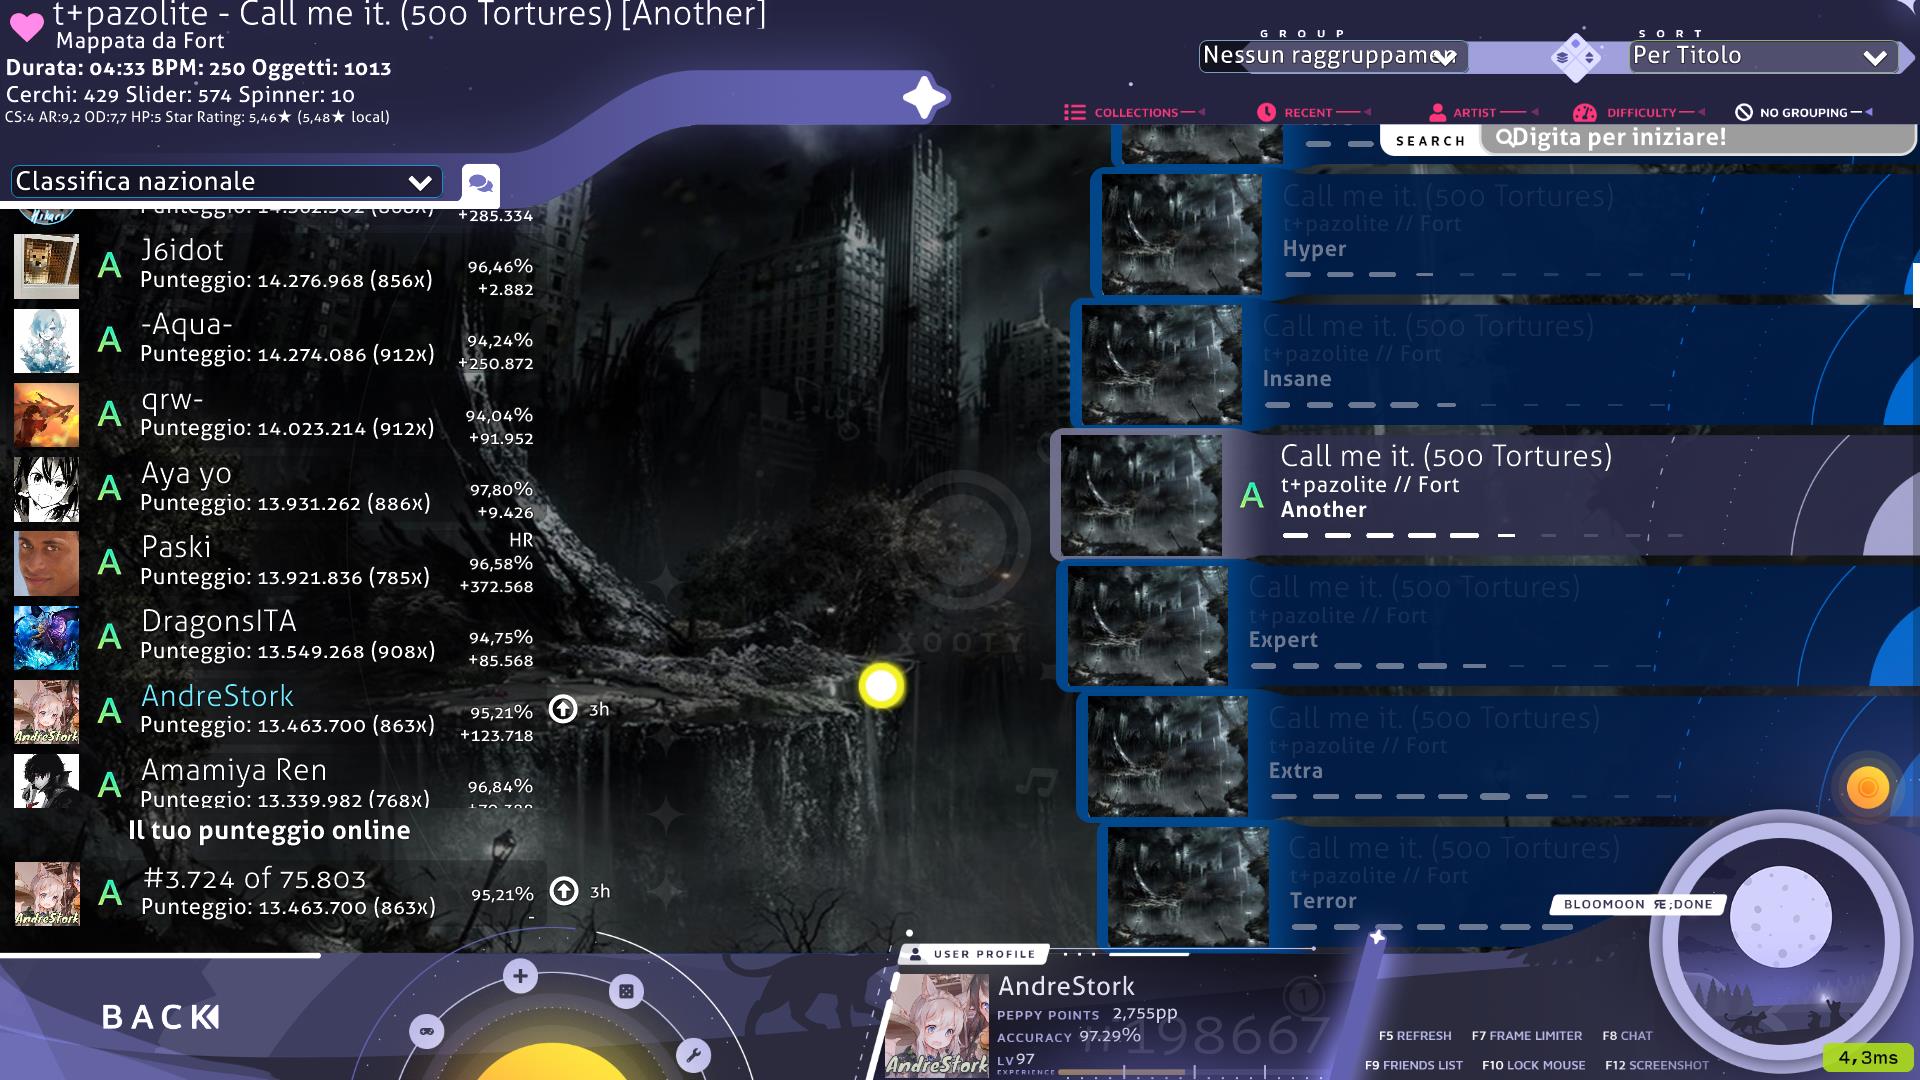 t+pazolite - Call me it. (500 Tortures) [Another]
Mappata da Fort
Durata: 04:33 BPM: 250 Oggetti: 1013
Cerchi: 429 Slider: 574 Spinner: 10
CS:4 AR:9,2 OD:7,7 HP:5 Star Rating: 5,46★ (5,48★ local)
GROUP
Nessun raggruppamen
SORT
Per Titolo
COLLECTIONS
RECENT
ARTIST
DIFFICULTY
NO GROUPING
SEARCH
Digita per iniziare!
Classifica nazionale
+285.334
J6idot
Punteggio: 14.276.968 (856x)
96,46%
+2.882
-Aqua-
Punteggio: 14.274.086 (912x)
94,24%
+250.872
qrw-
Punteggio: 14.023.214 (912x)
94,04%
+91.952
Aya yo
Punteggio: 13.931.262 (886x)
97,80%
+9.426
Paski
Punteggio: 13.921.836 (785x)
HR
96,58%
+372.568
DragonsITA
Punteggio: 13.549.268 (908x)
94,75%
+85.568
AndreStork
Punteggio: 13.463.700 (863x)
95,21%
+123.718
3h
Amamiya Ren
Punteggio: 13.339.982 (768x)
96,84%
Il tuo punteggio online
#3.724 of 75.803
Punteggio: 13.463.700 (863x)
95,21%
-
3h
Call me it. (500 Tortures)
t+pazolite // Fort
Hyper
Call me it. (500 Tortures)
t+pazolite // Fort
Insane
A
Call me it. (500 Tortures)
t+pazolite // Fort
Another
Call me it. (500 Tortures)
t+pazolite // Fort
Expert
Call me it. (500 Tortures)
t+pazolite // Fort
Extra
Call me it. (500 Tortures)
t+pazolite // Fort
Terror
BLOOMOON ЯE;DONE
BACK
USER PROFILE
AndreStork
PEPPY POINTS 2,755pp
ACCURACY 97.29%
LV97
EXPERIENCE
#198667
AndreStork
F5 REFRESH F7 FRAME LIMITER F8 CHAT
F9 FRIENDS LIST F10 LOCK MOUSE F12 SCREENSHOT
4,3ms